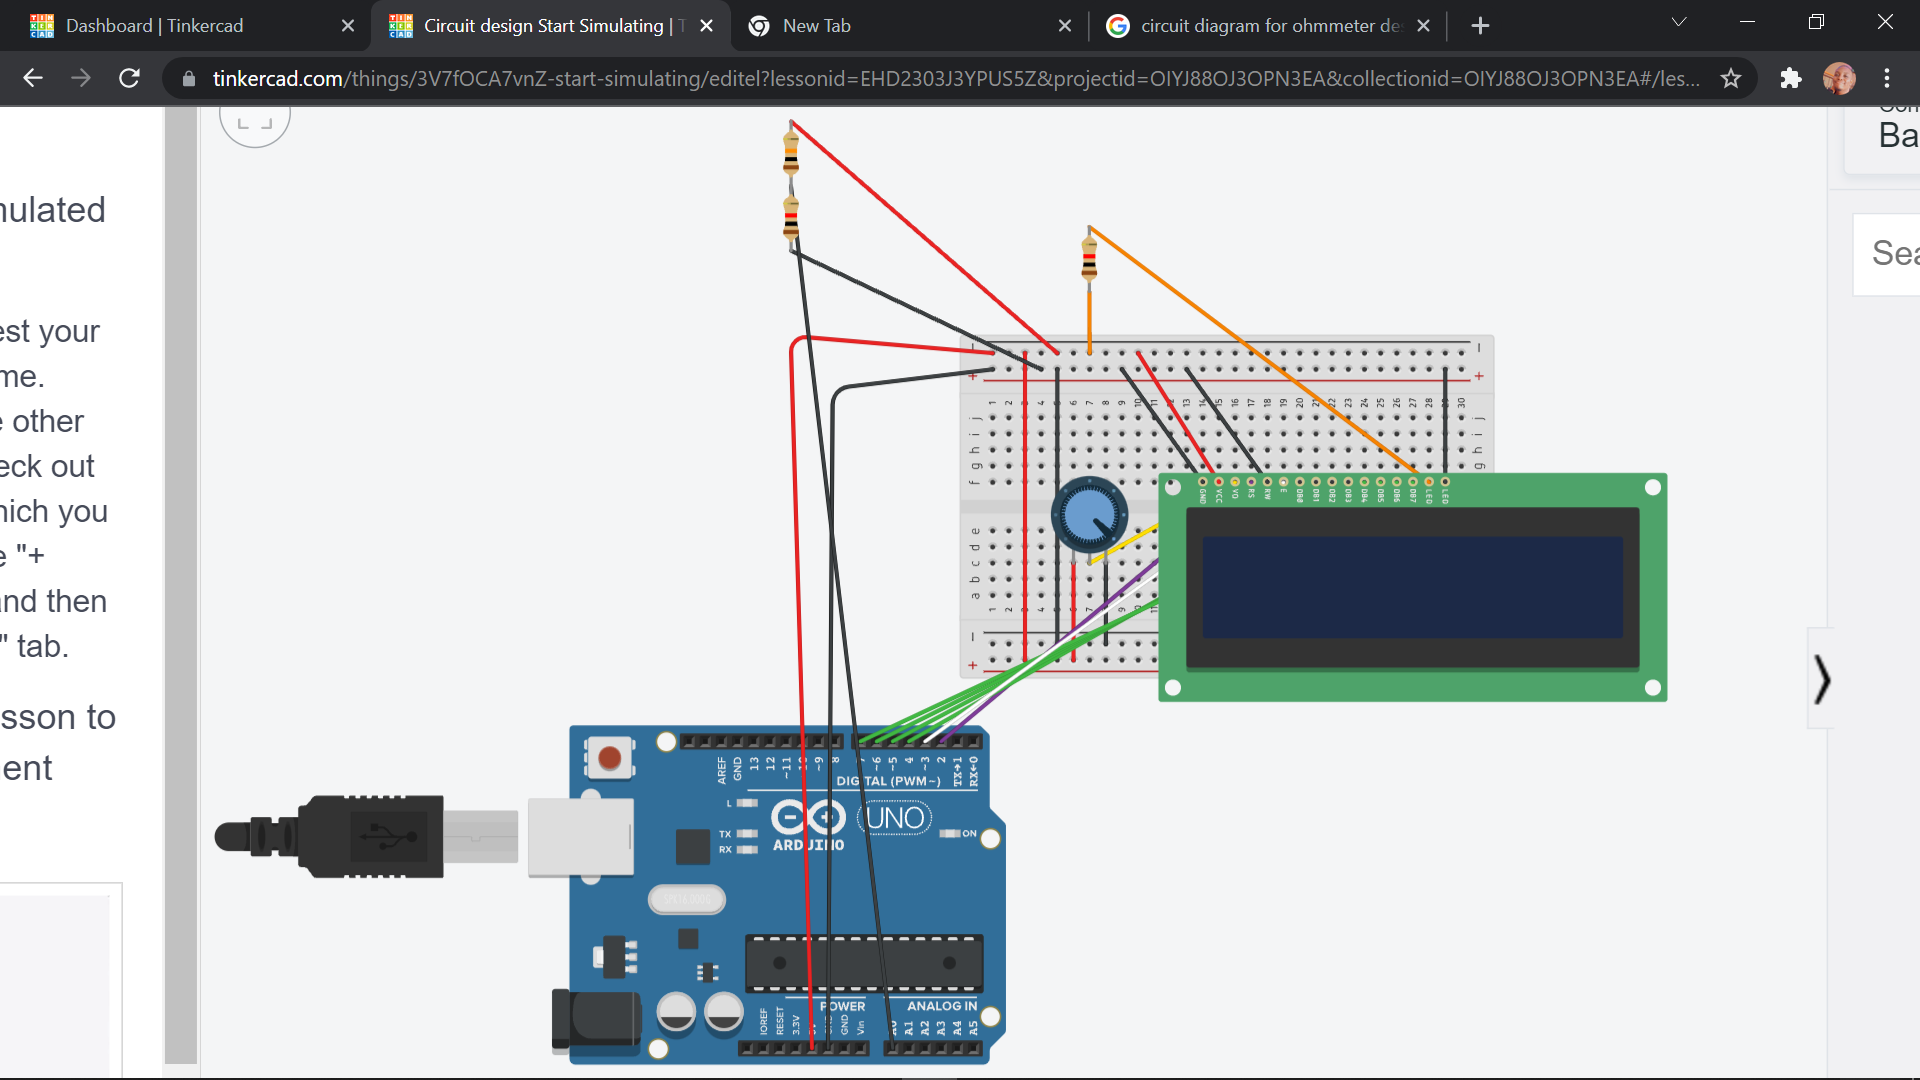 Dashboard | Tinkercad
Circuit design Start Simulating | T
New Tab
circuit diagram for ohmmeter de
tinkercad.com/things/3V7fOCA7vnZ-start-simulating/editel?lessonid=EHD2303J3YPUS5Z&projectid=OIYJ88OJ3OPN3EA&collectionid=OIYJ88OJ3OPN3EA#/les...
Ba
Sea
nulated
est your
me.
e other
eck out
hich you
e "+
and then
" tab.
sson to
ent
1 2 3 4 5 6 7 8 9 10 11 12 13 14 15 16 17 18 19 20 21 22 23 24 25 26 27 28 29 30
j
i
h
g
f
e
d
c
b
a
GND VCC VO RS RW E DB0 DB1 DB2 DB3 DB4 DB5 DB6 DB7 LED LED
AREF GND 13 12 ~11 10 ~9 8 7 ~6 ~5 4 ~3 2 TX→1 RX←0
DIGITAL (PWM~)
L
TX
RX
ARDUINO
UNO
ON
POWER
ANALOG IN
IOREF RESET 3.3V 5V GND GND Vin A0 A1 A2 A3 A4 A5